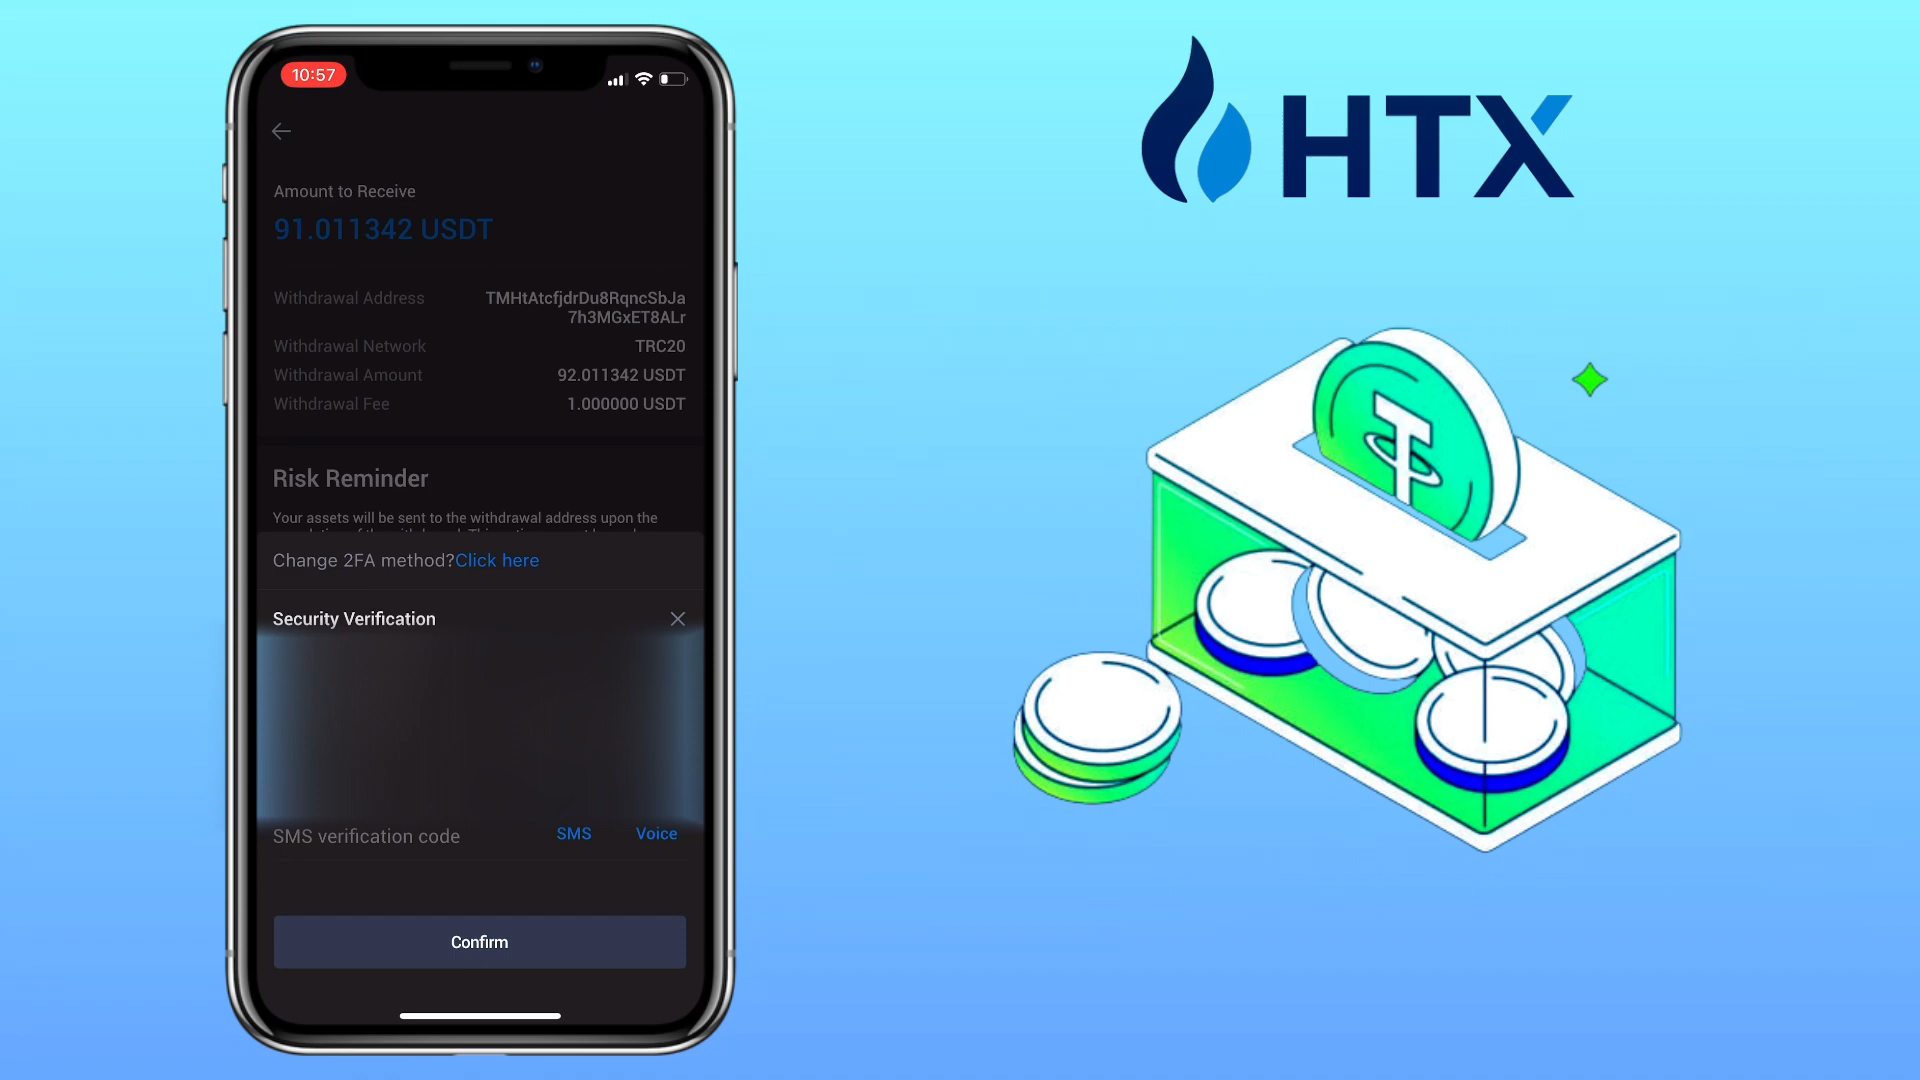 10:57
Amount to Receive
91.011342 USDT
Withdrawal Address TMHtAtcfjdrDu8RqncSbJa
7h3MGxET8ALr
Withdrawal Network TRC20
Withdrawal Amount 92.011342 USDT
Withdrawal Fee 1.000000 USDT
Risk Reminder
Your assets will be sent to the withdrawal address upon the
Change 2FA method?Click here
Security Verification
SMS verification code SMS Voice
Confirm
HTX